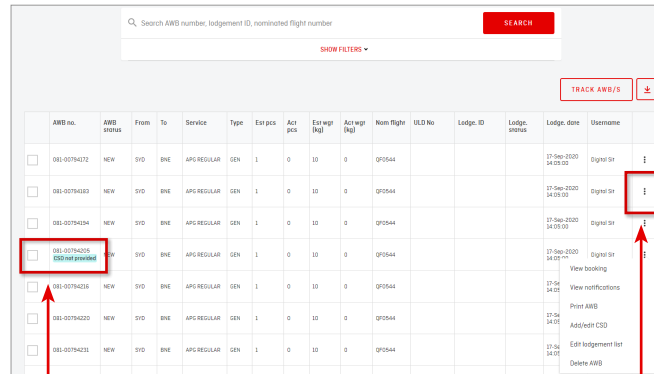 Search AWB number, lodgement ID, nominated flight number
SEARCH
SHOW FILTERS
TRACK AWB/S
AWB no. AWB status From To Service Type Est pcs Act pcs Est wgt (kg) Act wgt (kg) Nom flight ULD No Lodge. ID Lodge. status Lodge. date Username
081-00794172 NEW SYD BNE APG REGULAR GEN 1 0 10 0 QF0544 17-Sep-2020 14:05:00 Digital Sit
081-00794183 NEW SYD BNE APG REGULAR GEN 1 0 10 0 QF0544 17-Sep-2020 14:05:00 Digital Sit
081-00794194 NEW SYD BNE APG REGULAR GEN 1 0 10 0 QF0544 17-Sep-2020 14:05:00 Digital Sit
081-00794205 NEW SYD BNE APG REGULAR GEN 1 0 10 0 QF0544 17-Sep-2020 Digital Sit
CSD not provided
View booking
081-00794216 NEW SYD BNE APG REGULAR GEN 1 0 10 0 QF0544
View notifications
Print AWB
081-00794220 NEW SYD BNE APG REGULAR GEN 1 0 10 0 QF0544
Add/edit CSD
Edit lodgement list
081-00794231 NEW SYD BNE APG REGULAR GEN 1 0 10 0 QF0544
Delete AWB